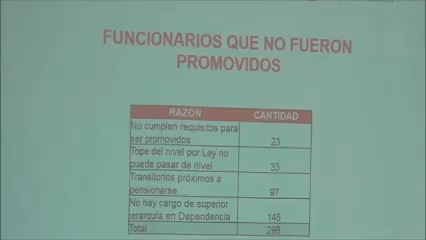 FUNCIONARIOS QUE NO FUERON
PROMOVIDOS
RAZON CANTIDAD
No cumplen requisitos para
ser promovidos 23
Tope del nivel por Ley no
puede pasar de nivel 33
Transitorios próximos a
pensionarse 97
No hay cargo de superior
jerarquia en Dependencia 145
Total 298